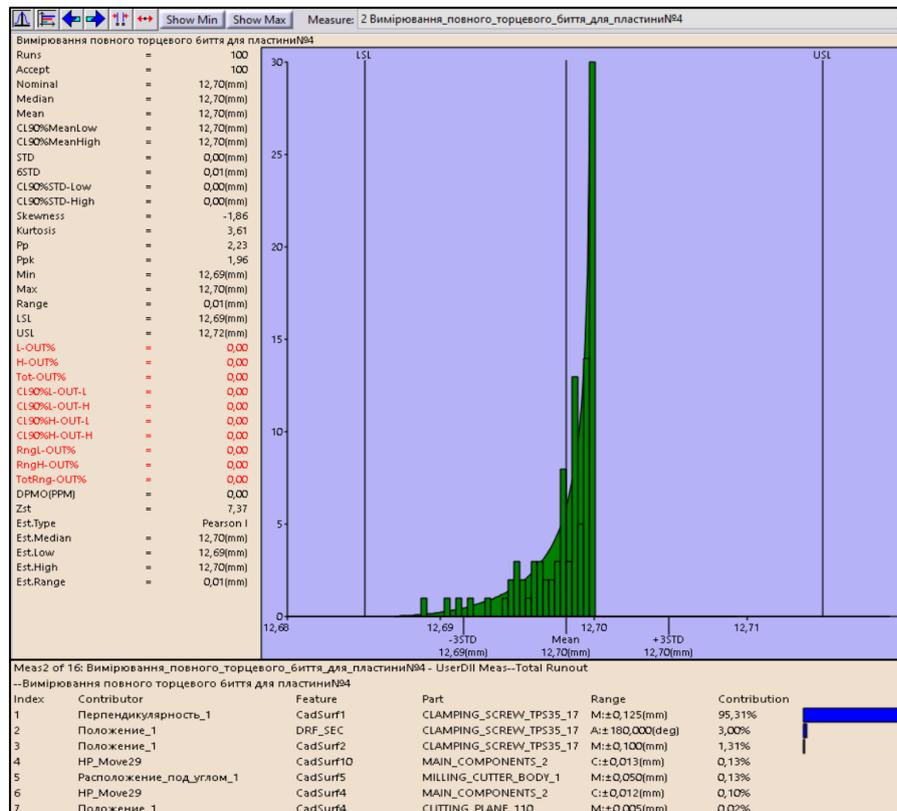 Show Min Show Max Measure: 2 Вимірювання_повного_торцевого_биття_для_пластини№4
Вимірювання повного торцевого биття для пластини№4
Runs = 100
Accept = 100
Nominal = 12,70(mm)
Median = 12,70(mm)
Mean = 12,70(mm)
CL90%MeanLow = 12,70(mm)
CL90%MeanHigh = 12,70(mm)
STD = 0,00(mm)
6STD = 0,01(mm)
CL90%STD-Low = 0,00(mm)
CL90%STD-High = 0,00(mm)
Skewness = -1,86
Kurtosis = 3,61
Pp = 2,23
Ppk = 1,96
Min = 12,69(mm)
Max = 12,70(mm)
Range = 0,01(mm)
LSL = 12,69(mm)
USL = 12,72(mm)
L-OUT% = 0,00
H-OUT% = 0,00
Tot-OUT% = 0,00
CL90%L-OUT-L = 0,00
CL90%L-OUT-H = 0,00
CL90%H-OUT-L = 0,00
CL90%H-OUT-H = 0,00
RngL-OUT% = 0,00
RngH-OUT% = 0,00
TotRng-OUT% = 0,00
DPMO(PPM) = 0,00
Zst = 7,37
Est.Type Pearson I
Est.Median = 12,70(mm)
Est.Low = 12,69(mm)
Est.High = 12,70(mm)
Est.Range = 0,01(mm)
LSL USL
30
25
20
15
10
5
0
12,68 12,69 12,70 12,71
-3STD Mean +3STD
12,69(mm) 12,70(mm) 12,70(mm)
Meas2 of 16: Вимірювання_повного_торцевого_биття_для_пластини№4 - UserDll Meas--Total Runout
--Вимірювання повного торцевого биття для пластини№4
Index Contributor Feature Part Range Contribution
1 Перпендикулярность_1 CadSurf1 CLAMPING_SCREW_TPS35_17 M:±0,125(mm) 95,31%
2 Положение_1 DRF_SEC CLAMPING_SCREW_TPS35_17 A:±180,000(deg) 3,00%
3 Положение_1 CadSurf2 CLAMPING_SCREW_TPS35_17 M:±0,100(mm) 1,31%
4 HP_Move29 CadSurf10 MAIN_COMPONENTS_2 C:±0,013(mm) 0,13%
5 Расположение_под_углом_1 CadSurf5 MILLING_CUTTER_BODY_1 M:±0,050(mm) 0,13%
6 HP_Move29 CadSurf4 MAIN_COMPONENTS_2 C:±0,012(mm) 0,10%
7 Положение_1 CadSurf4 CUTTING_PLANE_110 M:±0,005(mm) 0,02%